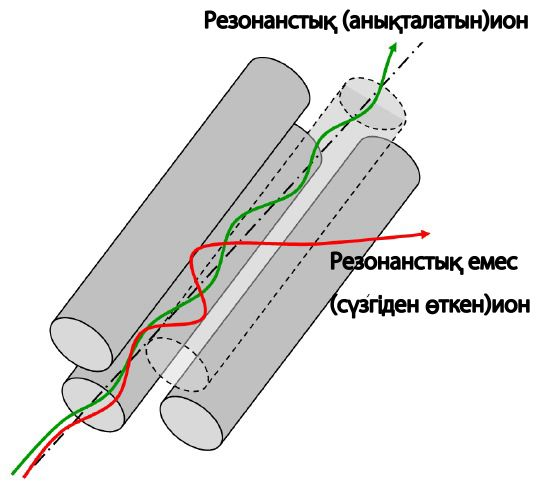 Резонанстық (анықталатын)ион
Резонанстық емес
(сүзгіден өткен)ион